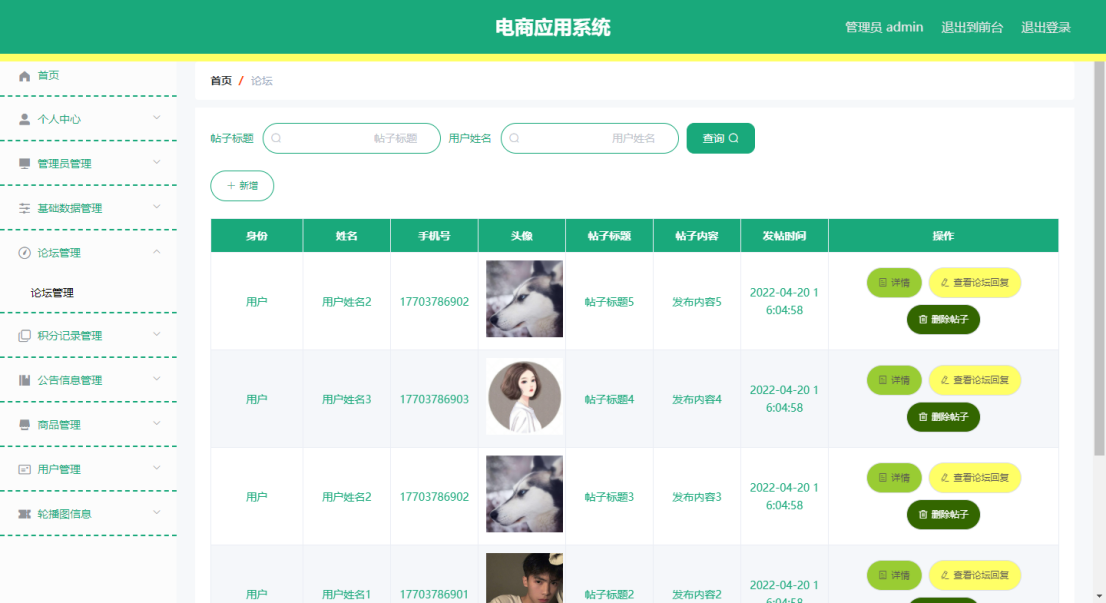 电商应用系统
管理员 admin 退出到前台 退出登录
首页
个人中心
管理员管理
基础数据管理
论坛管理
论坛管理
积分记录管理
公告信息管理
商品管理
用户管理
轮播图信息
首页 / 论坛
帖子标题 帖子标题 用户姓名 用户姓名 查询
+ 新增
身份 姓名 手机号 头像 帖子标题 帖子内容 发帖时间 操作
用户 用户姓名2 17703786902 帖子标题5 发布内容5 2022-04-20 1
6:04:58
详情 查看论坛回复
删除帖子
用户 用户姓名3 17703786903 帖子标题4 发布内容4 2022-04-20 1
6:04:58
详情 查看论坛回复
删除帖子
用户 用户姓名2 17703786902 帖子标题3 发布内容3 2022-04-20 1
6:04:58
详情 查看论坛回复
删除帖子
用户 用户姓名1 17703786901 帖子标题2 发布内容2 2022-04-20 1
6:04:58
详情 查看论坛回复